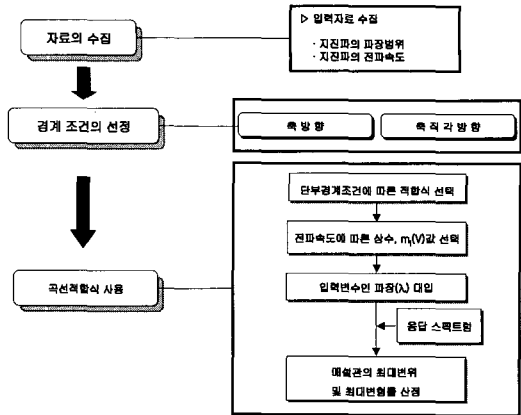 자료의 수집
▷ 입력자료 수집
· 지진파의 파장범위
· 지진파의 전파속도
경계 조건의 선정
축 방 향
축 직 각 방 향
단부경계조건에 따른 적합식 선택
전파속도에 따른 상수, mᵢ(V)값 선택
곡선적합식 사용
입력변수인 파장(λ) 대입
응답 스펙트럼
매설관의 최대변위
및 최대변형률 산정